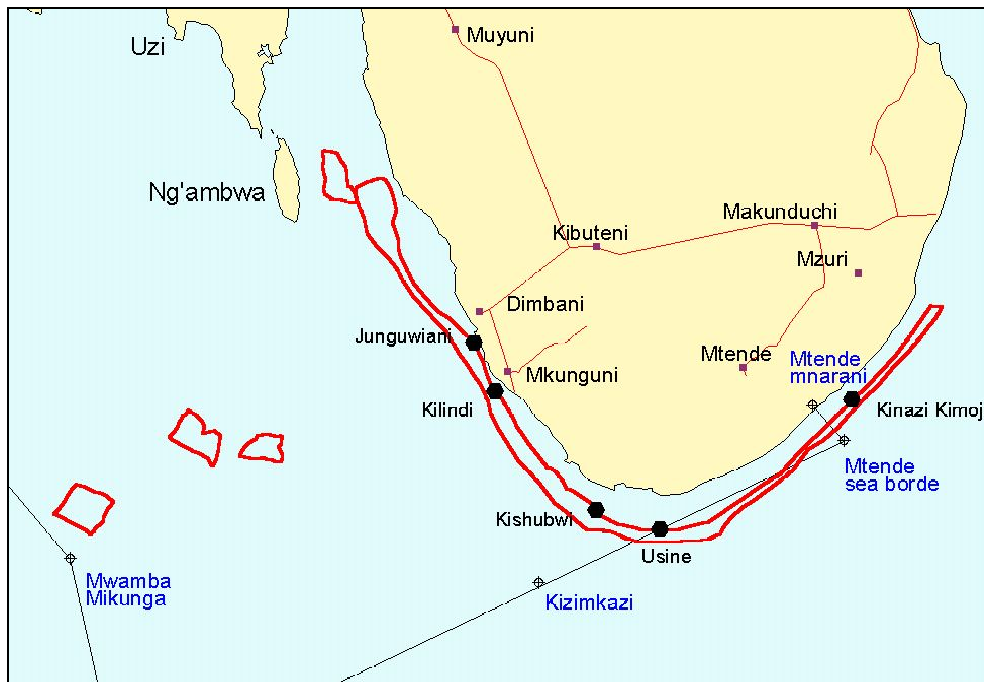 Muyuni
Uzi
Ng'ambwa
Makunduchi
Kibuteni
Mzuri
Dimbani
Junguwiani
Mtende
Mtende
mnarani
Mkunguni
Kilindi
Kinazi Kimoj
Mtende
sea borde
Kishubwi
Usine
Mwamba
Mikunga
Kizimkazi